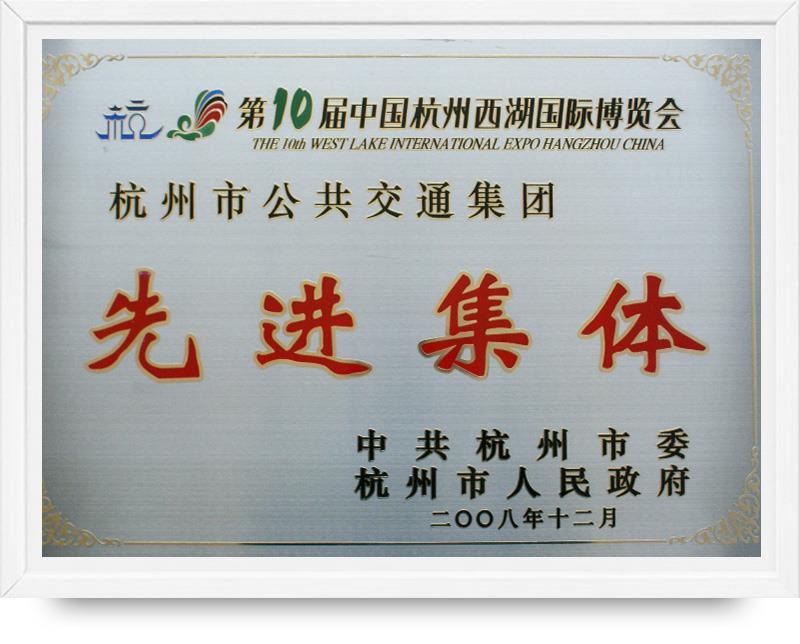 杭
第10届中国杭州西湖国际博览会
THE 10th WEST LAKE INTERNATIONAL EXPO HANGZHOU CHINA
杭州市公共交通集团
先进集体
中共杭州市委
杭州市人民政府
二〇〇八年十二月